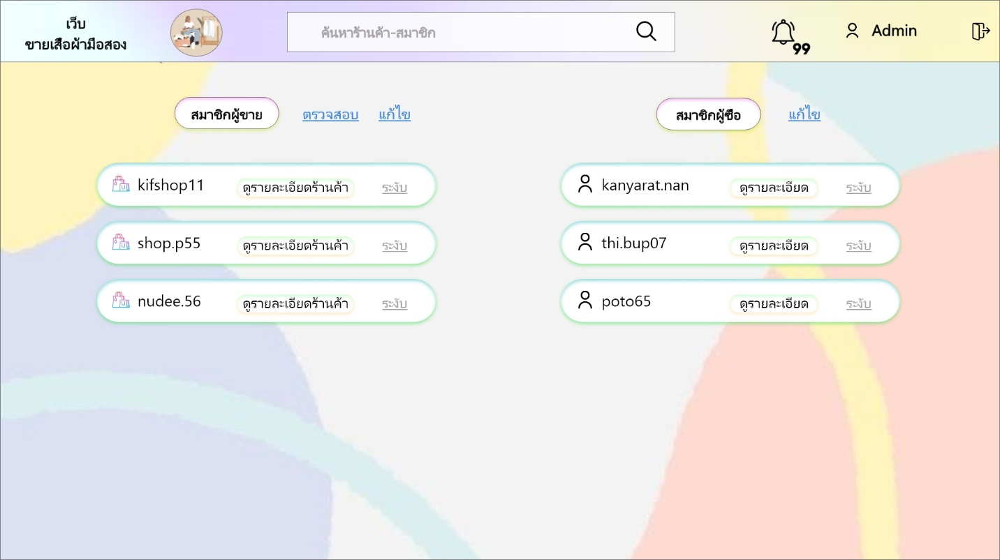 เว็บ
ขายเสือผ้ามือสอง
ค้นหาร้านค้า-สมาชิก
99
Admin
สมาชิกผู้ขาย ตรวจสอบ แก้ไข
สมาชิกผู้ซือ แก้ไข
kifshop11 ดูรายละเอียดร้านค้า ระงับ
shop.p55 ดูรายละเอียดร้านค้า ระงับ
nudee.56 ดูรายละเอียดร้านค้า ระงับ
kanyarat.nan ดูรายละเอียด ระงับ
thi.bup07 ดูรายละเอียด ระงับ
poto65 ดูรายละเอียด ระงับ